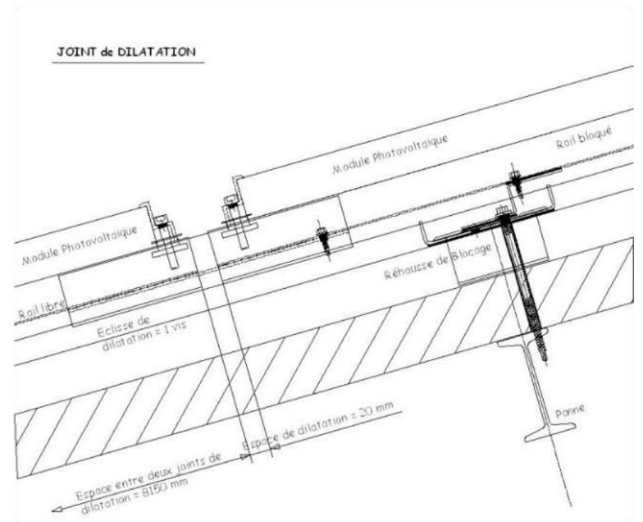 JOINT de DILATATION
Module Photovoltaïque
Rail bloqué
Module Photovoltaïque
Réhausse de Blocage
Rail libre
Eclisse de
dilatation = 1 vis
Panne
Espace de dilatation = 20 mm
Espace entre deux joints de
dilatation = 8150 mm